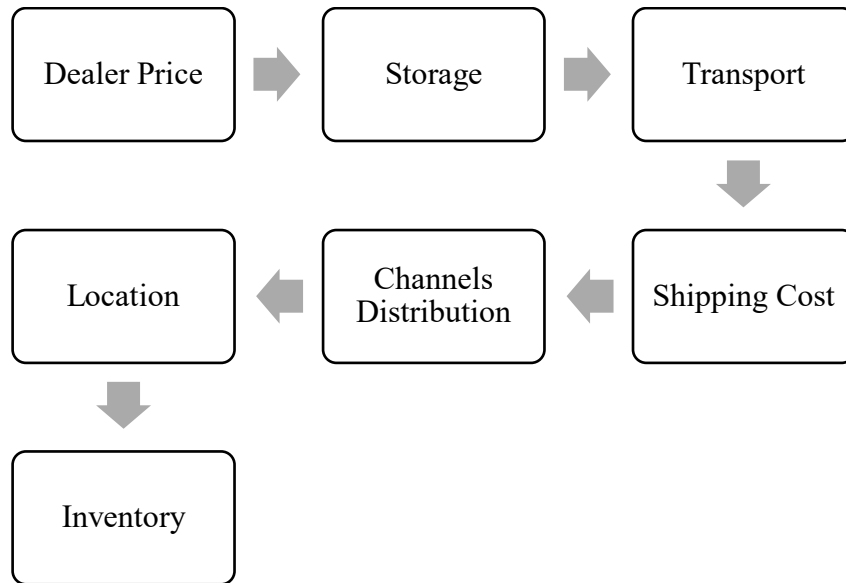 Dealer Price
Storage
Transport
Shipping Cost
Channels
Distribution
Location
Inventory